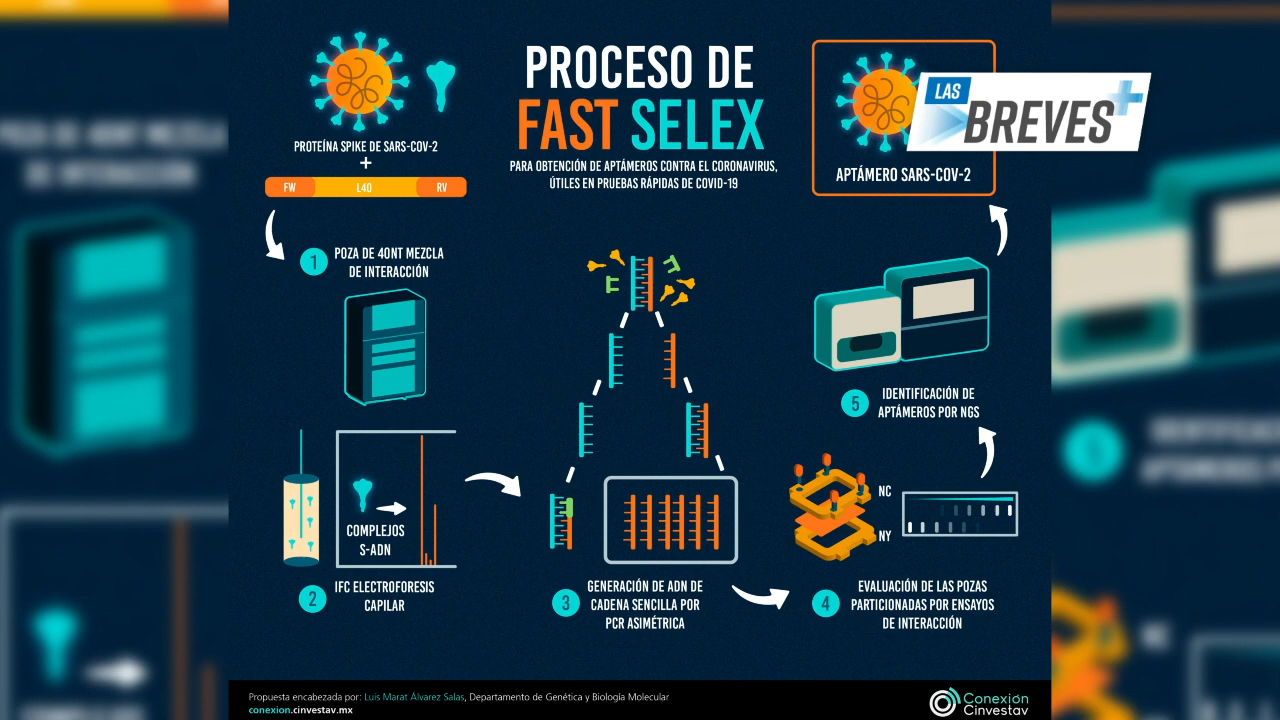 PROTEÍNA SPIKE DE SARS-COV-2
+
FW L40 RV
PROCESO DE
FAST SELEX
PARA OBTENCIÓN DE APTÁMEROS CONTRA EL CORONAVIRUS,
ÚTILES EN PRUEBAS RÁPIDAS DE COVID-19
LAS
BREVES+
APTÁMERO SARS-COV-2
1 POZA DE 40NT MEZCLA
DE INTERACCIÓN
COMPLEJOS
S-ADN
2 IFC ELECTROFORESIS
CAPILAR
3 GENERACIÓN DE ADN DE
CADENA SENCILLA POR
PCR ASIMÉTRICA
NC
NY
4 EVALUACIÓN DE LAS POZAS
PARTICIONADAS POR ENSAYOS
DE INTERACCIÓN
5 IDENTIFICACIÓN DE
APTÁMEROS POR NGS
Propuesta encabezada por: Luis Marat Álvarez Salas, Departamento de Genética y Biología Molecular
conexion.cinvestav.mx
Conexión
Cinvestav